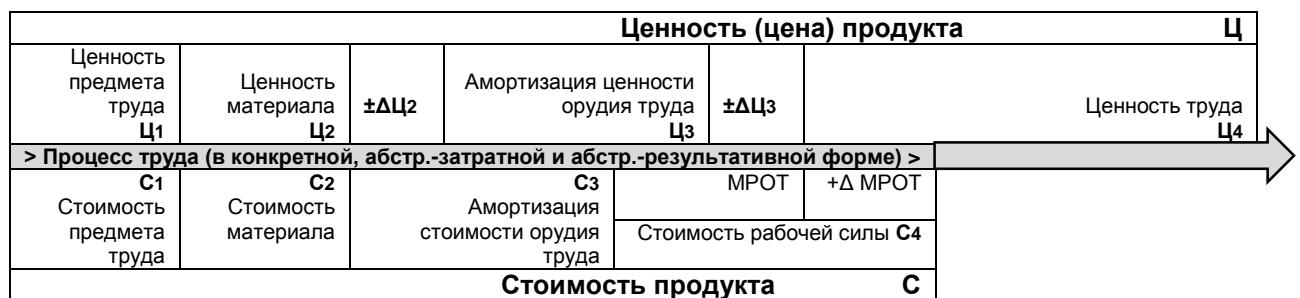 Ценность (цена) продукта Ц
Ценность
предмета
труда
Ц1
Ценность
материала
Ц2
±ΔЦ2
Амортизация ценности
орудия труда
Ц3
±ΔЦ3
Ценность труда
Ц4
> Процесс труда (в конкретной, абстр.-затратной и абстр.-результативной форме) >
С1
Стоимость
предмета
труда
С2
Стоимость
материала
С3
Амортизация
стоимости орудия
труда
МРОТ
+Δ МРОТ
Стоимость рабочей силы С4
Стоимость продукта С